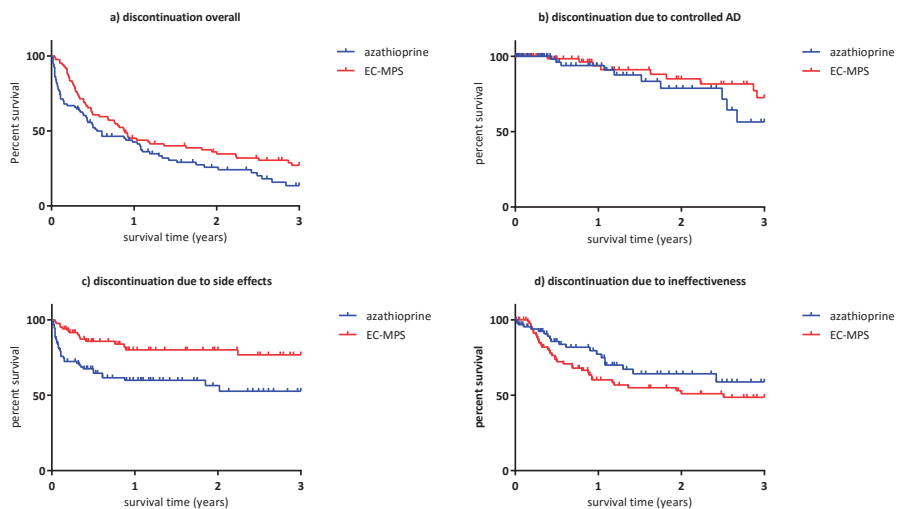 a) discontinuation overall
azathioprine
EC-MPS
Percent survival
100
50
0
0 1 2 3
survival time (years)
b) discontinuation due to controlled AD
azathioprine
EC-MPS
percent survival
100
50
0
0 1 2 3
survival time (years)
c) discontinuation due to side effects
azathioprine
EC-MPS
percent survival
100
50
0
0 1 2 3
survival time (years)
d) discontinuation due to ineffectiveness
azathioprine
EC-MPS
percent survival
100
50
0
0 1 2 3
survival time (years)